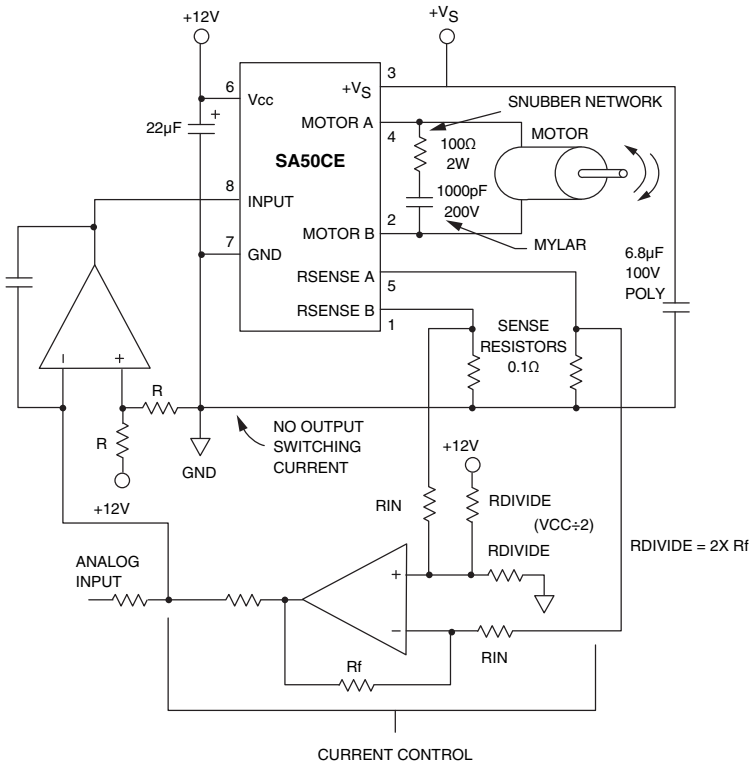 +12V
+VS
6
Vcc
3
+VS
22µF
+
MOTOR A
4
SNUBBER NETWORK
100Ω
2W
MOTOR
SA50CE
8
INPUT
1000pF
200V
2
MOTOR B
7
GND
MYLAR
RSENSE A
5
6.8µF
100V
POLY
RSENSE B
1
SENSE
RESISTORS
0.1Ω
–
+
R
R
+12V
GND
NO OUTPUT
SWITCHING
CURRENT
+12V
RIN
RDIVIDE
(VCC÷2)
RDIVIDE
RDIVIDE = 2X Rf
ANALOG
INPUT
+
–
RIN
Rf
CURRENT CONTROL